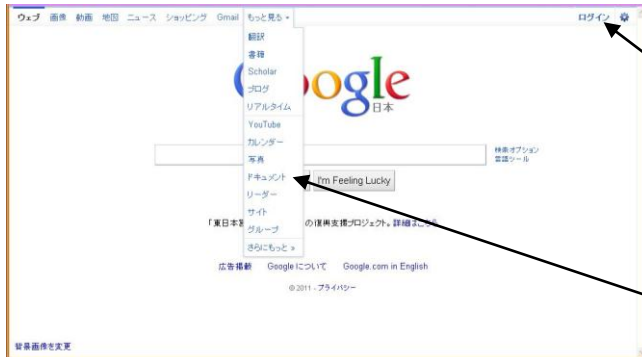 ウェブ 画像 動画 地図 ニュース ショッピング Gmail もっと見る ログイン
翻訳
書籍
Scholar
ブログ
リアルタイム
YouTube
カレンダー
写真
ドキュメント
リーダー
サイト
グループ
さらにもっと »
oogle
日本
検索オプション
言語ツール
I'm Feeling Lucky
「東日本 の復興支援プロジェクト。詳細はこちら
広告掲載 Google について Google.com in English
© 2011 - プライバシー
背景画像を変更